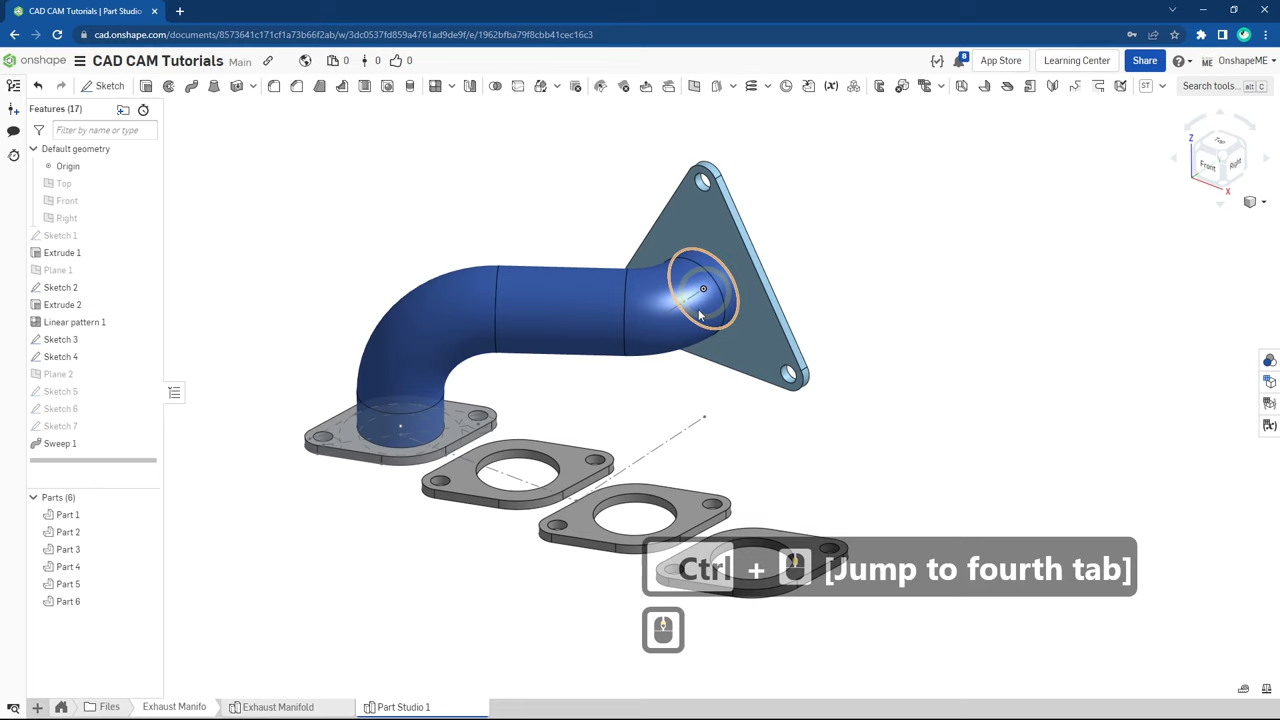 CAD CAM Tutorials | Part Studio
cad.onshape.com/documents/8573641c171cf1a73b66f2ab/w/3dc0537fd859a4761ad9de9f/e/1962bfa79f8cbb41cec16c3
onshape CAD CAM Tutorials Main 0 0 0 8 App Store Learning Center Share OnshapeME
Sketch ST Search tools... alt C
Features (17)
Filter by name or type
Default geometry
Origin
Top
Front
Right
Sketch 1
Extrude 1
Plane 1
Sketch 2
Extrude 2
Linear pattern 1
Sketch 3
Sketch 4
Plane 2
Sketch 5
Sketch 6
Sketch 7
Sweep 1
Parts (6)
Part 1
Part 2
Part 3
Part 4
Part 5
Part 6
Z
Top
Front
Right
X
Ctrl + [Jump to fourth tab]
Files Exhaust Manifo Exhaust Manifold Part Studio 1